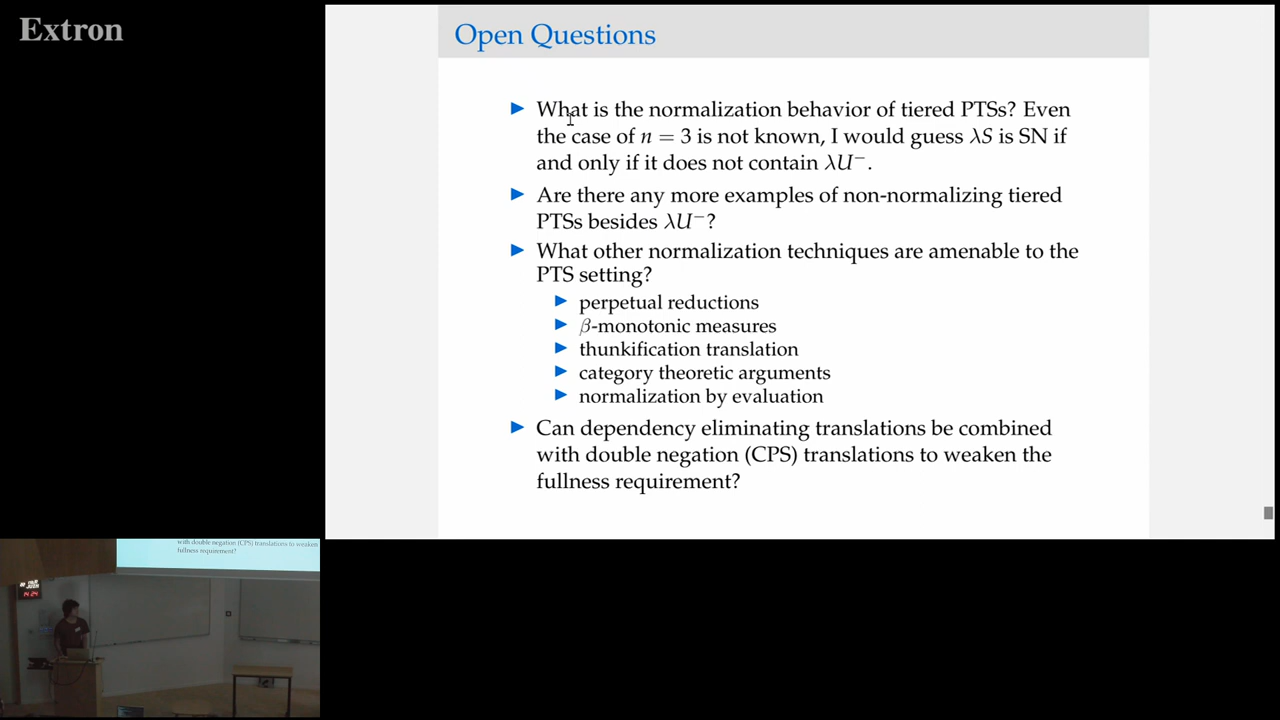 Extron
Open Questions
▶ What is the normalization behavior of tiered PTSs? Even
the case of n = 3 is not known, I would guess λS is SN if
and only if it does not contain λU⁻.
▶ Are there any more examples of non-normalizing tiered
PTSs besides λU⁻?
▶ What other normalization techniques are amenable to the
PTS setting?
▶ perpetual reductions
▶ β-monotonic measures
▶ thunkification translation
▶ category theoretic arguments
▶ normalization by evaluation
▶ Can dependency eliminating translations be combined
with double negation (CPS) translations to weaken the
fullness requirement?
with double negation (CPS) translations to weaken
fullness requirement?
14 24